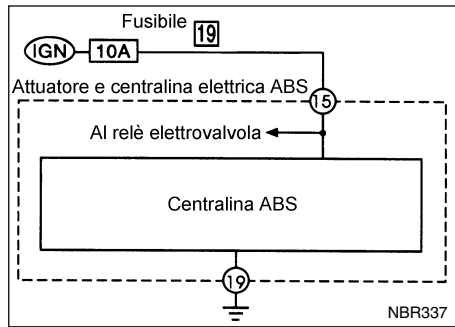 Fusibile 19
IGN 10A
Attuatore e centralina elettrica ABS 15
Al relè elettrovalvola
Centralina ABS
19
NBR337